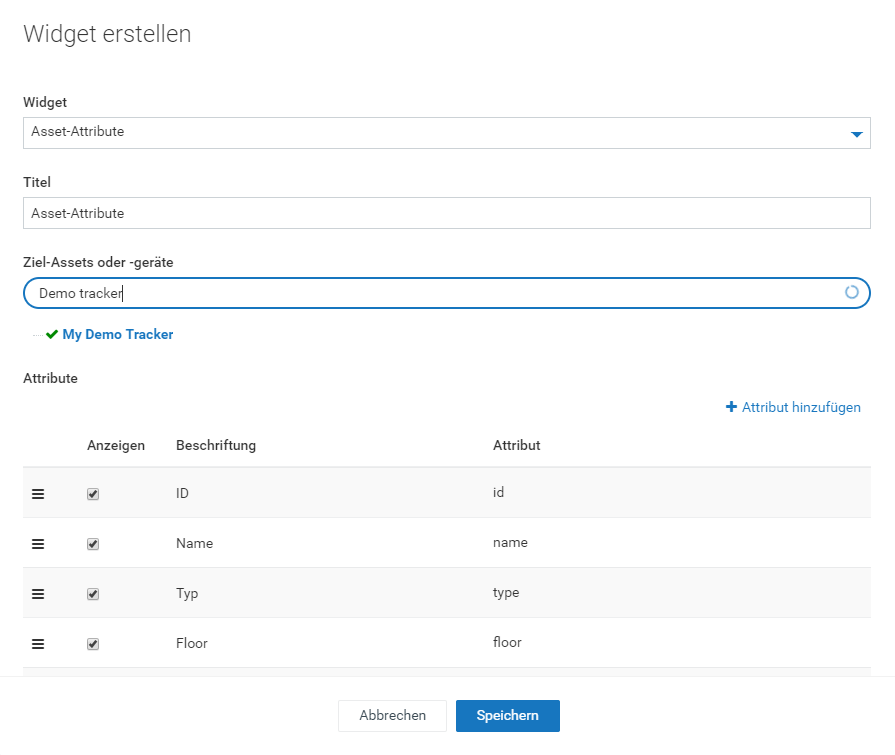 Widget erstellen
Widget
Asset-Attribute
Titel
Asset-Attribute
Ziel-Assets oder -geräte
Demo tracker
My Demo Tracker
Attribute
Attribut hinzufügen
Anzeigen Beschriftung Attribut
ID id
Name name
Typ type
Floor floor
Abbrechen Speichern